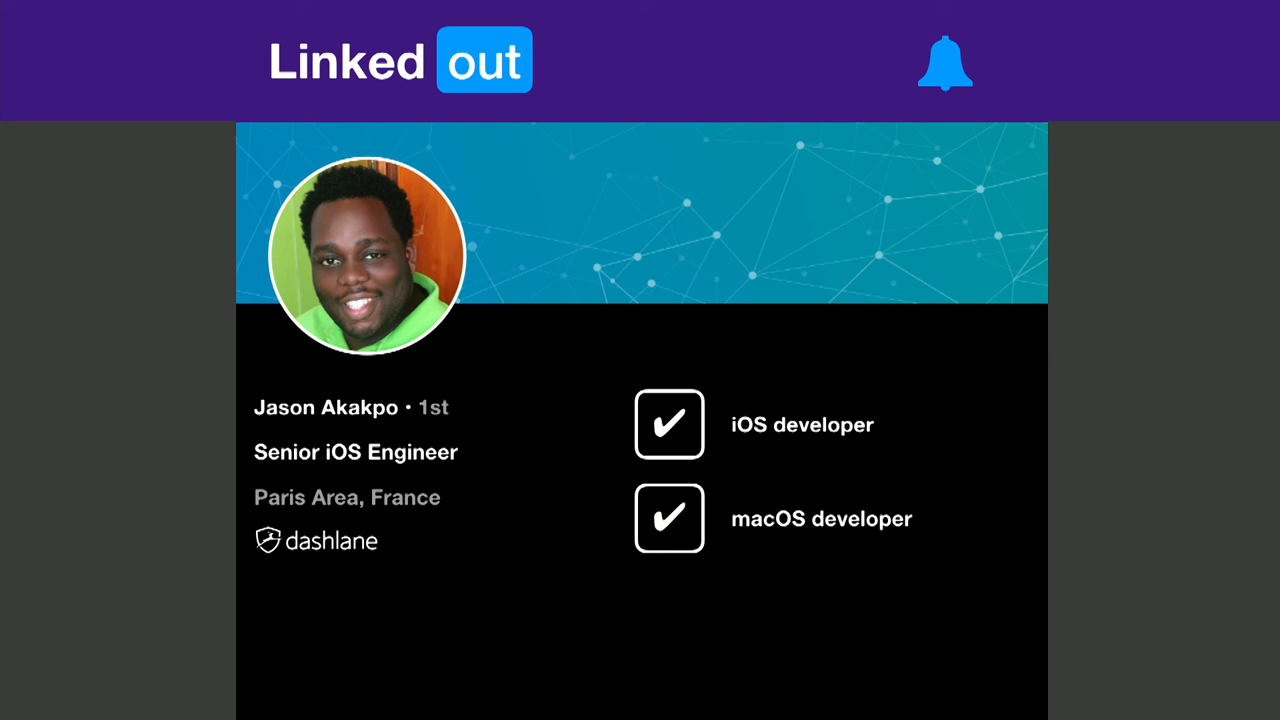 Linked out
Jason Akakpo • 1st
Senior iOS Engineer
Paris Area, France
dashlane
✔ iOS developer
✔ macOS developer